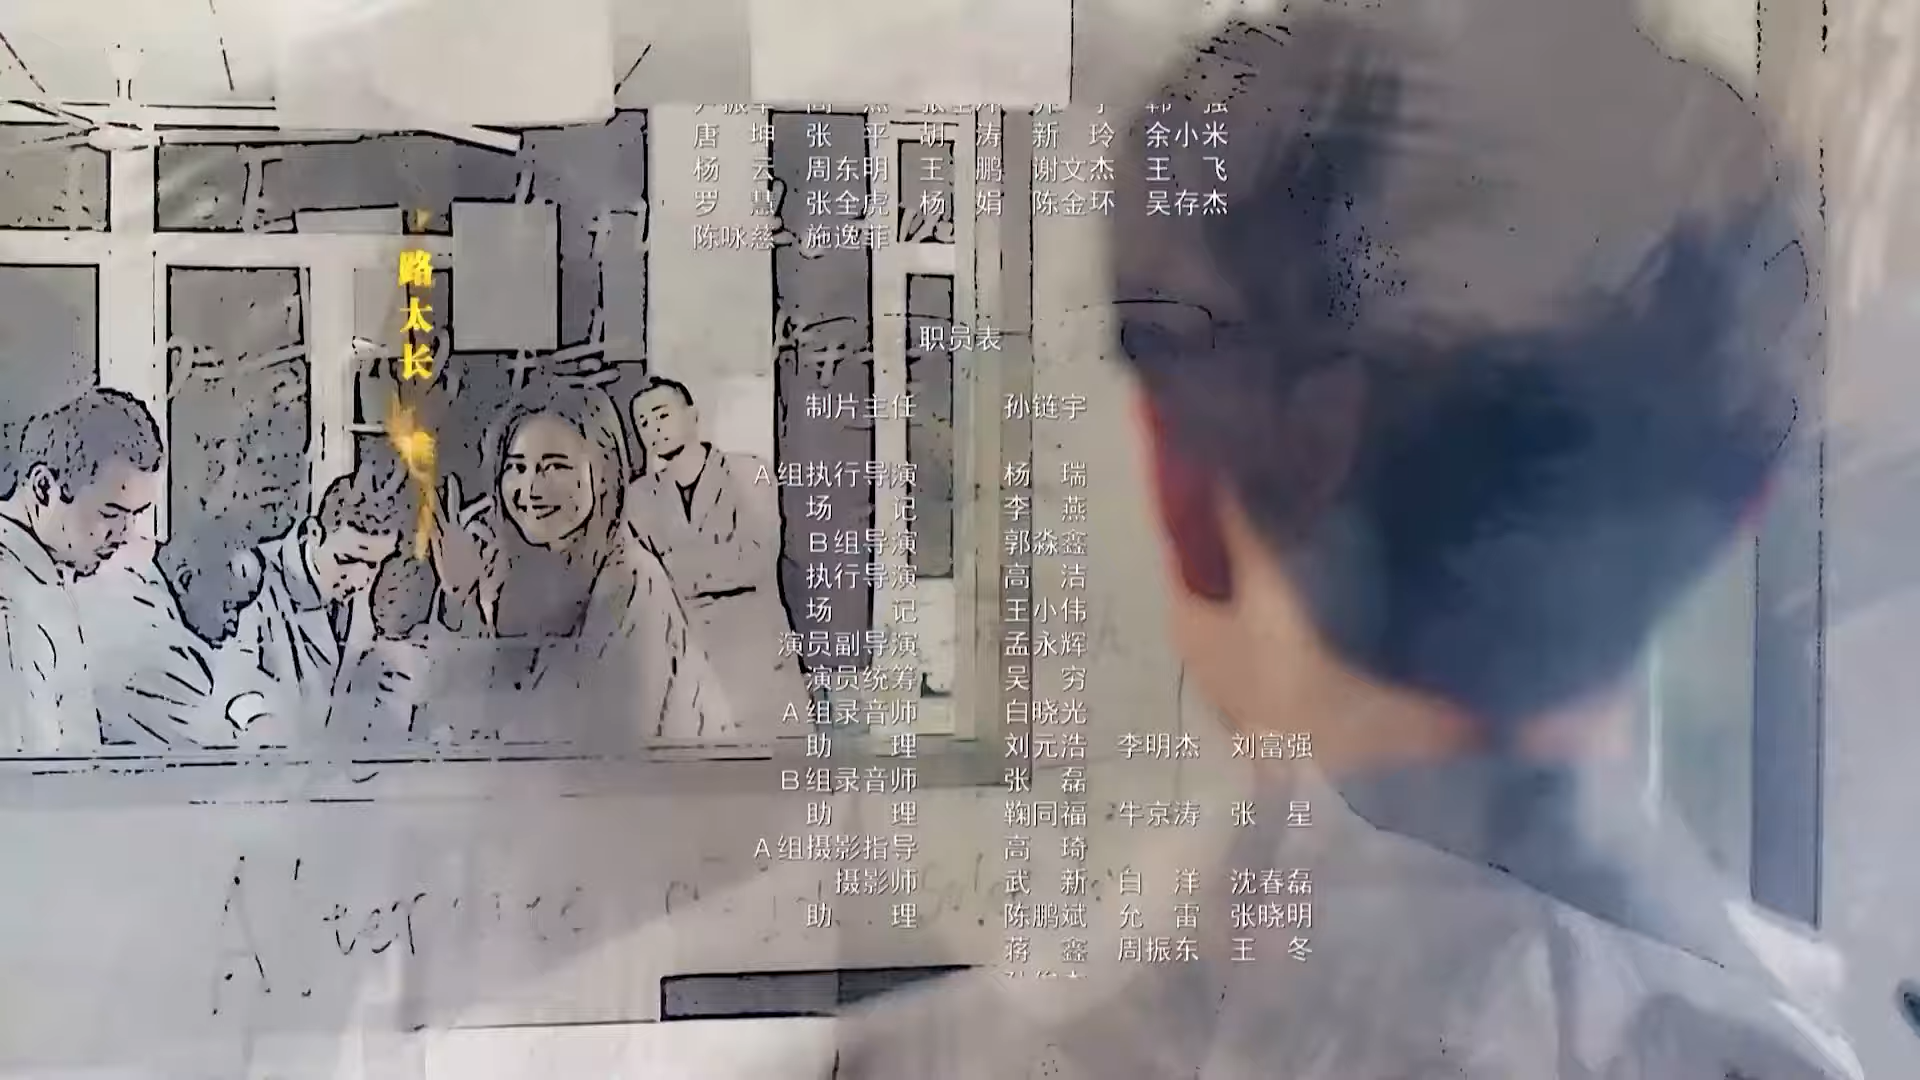 唐　坤　张　平　胡　涛　新　玲　余小米
杨　云　周东明　王　鹏　谢文杰　王　飞
罗　慧　张全虎　杨　娟　陈金环　吴存杰
陈咏慈　施逸菲
路太长
职员表
制片主任　孙链宇
A组执行导演　杨　瑞
场　记　李　燕
B组导演　郭淼鑫
执行导演　高　洁
场　记　王小伟
演员副导演　孟永辉
演员统筹　吴　穷
A组录音师　白晓光
助　理　刘元浩　李明杰　刘富强
B组录音师　张　磊
助　理　鞠同福　牛京涛　张　星
A组摄影指导　高　琦
摄影师　武　新　白　洋　沈春磊
助　理　陈鹏斌　允　雷　张晓明
蒋　鑫　周振东　王　冬